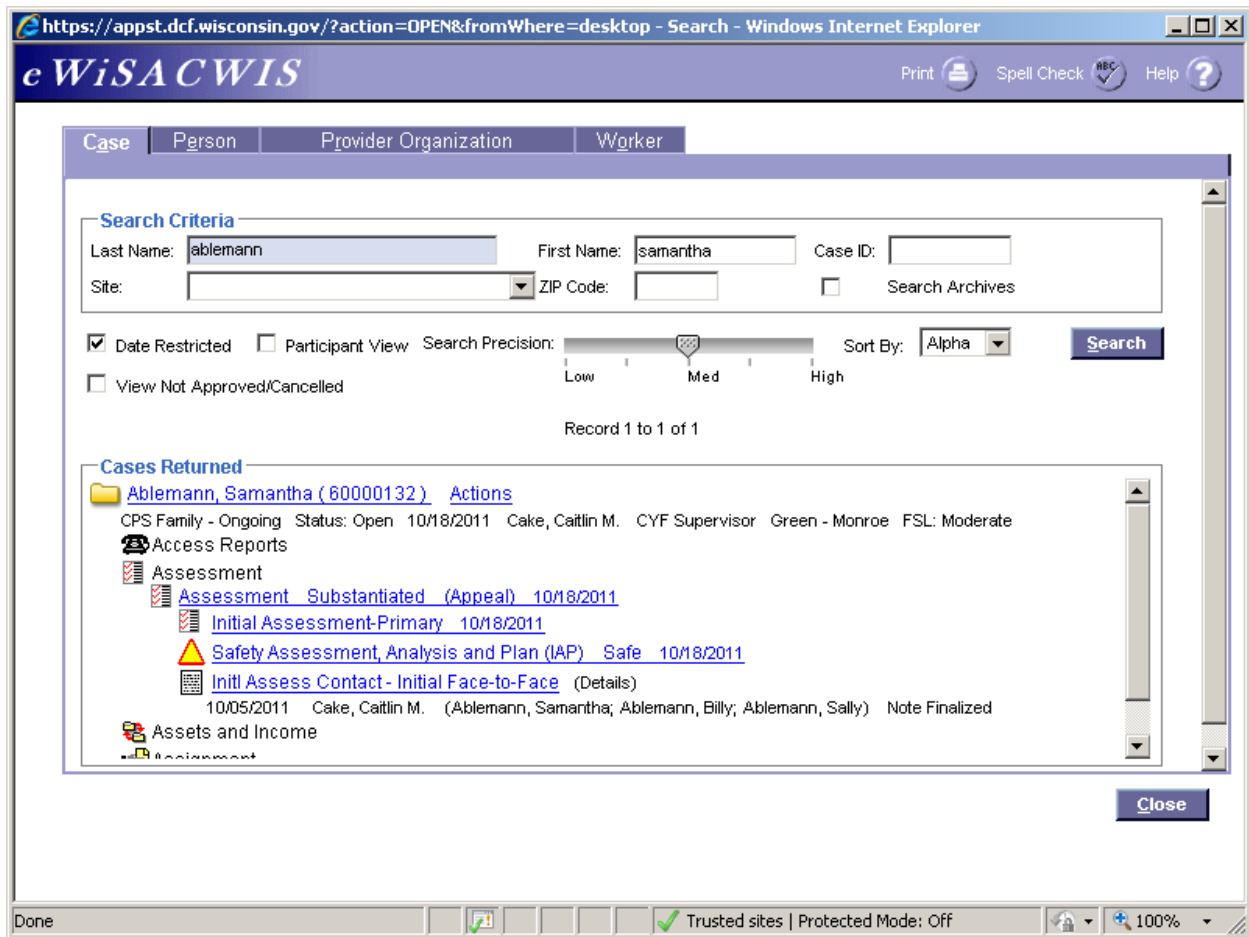 https://appst.dcf.wisconsin.gov/?action=OPEN&fromWhere=desktop - Search - Windows Internet Explorer
e WiSACWIS Print Spell Check ABC Help ?
Case Person Provider Organization Worker
Search Criteria
Last Name: ablemann First Name: samantha Case ID:
Site: ZIP Code: Search Archives
Date Restricted Participant View Search Precision: Sort By: Alpha Search
Low Med High
View Not Approved/Cancelled
Record 1 to 1 of 1
Cases Returned
Ablemann, Samantha ( 60000132 ) Actions
CPS Family - Ongoing Status: Open 10/18/2011 Cake, Caitlin M. CYF Supervisor Green - Monroe FSL: Moderate
Access Reports
Assessment
Assessment Substantiated (Appeal) 10/18/2011
Initial Assessment-Primary 10/18/2011
Safety Assessment, Analysis and Plan (IAP) Safe 10/18/2011
Initl Assess Contact - Initial Face-to-Face (Details)
10/05/2011 Cake, Caitlin M. (Ablemann, Samantha; Ablemann, Billy; Ablemann, Sally) Note Finalized
Assets and Income
Close
Done Trusted sites | Protected Mode: Off 100%